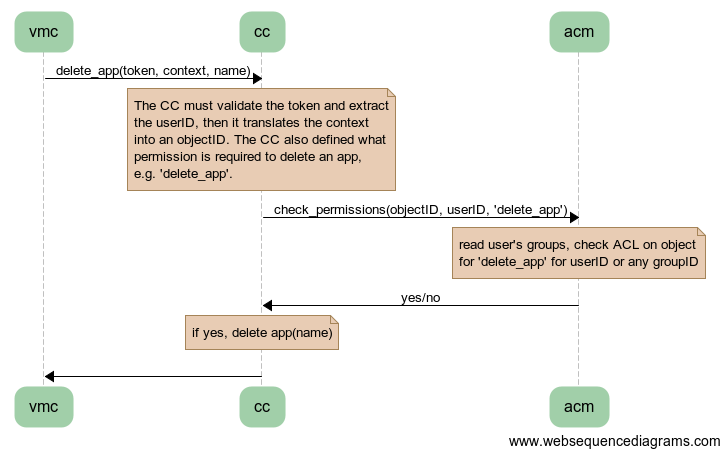 vmc cc acm
delete_app(token, context, name)
The CC must validate the token and extract
the userID, then it translates the context
into an objectID. The CC also defined what
permission is required to delete an app,
e.g. 'delete_app'.
check_permissions(objectID, userID, 'delete_app')
read user's groups, check ACL on object
for 'delete_app' for userID or any groupID
yes/no
if yes, delete app(name)
vmc cc acm
www.websequencediagrams.com